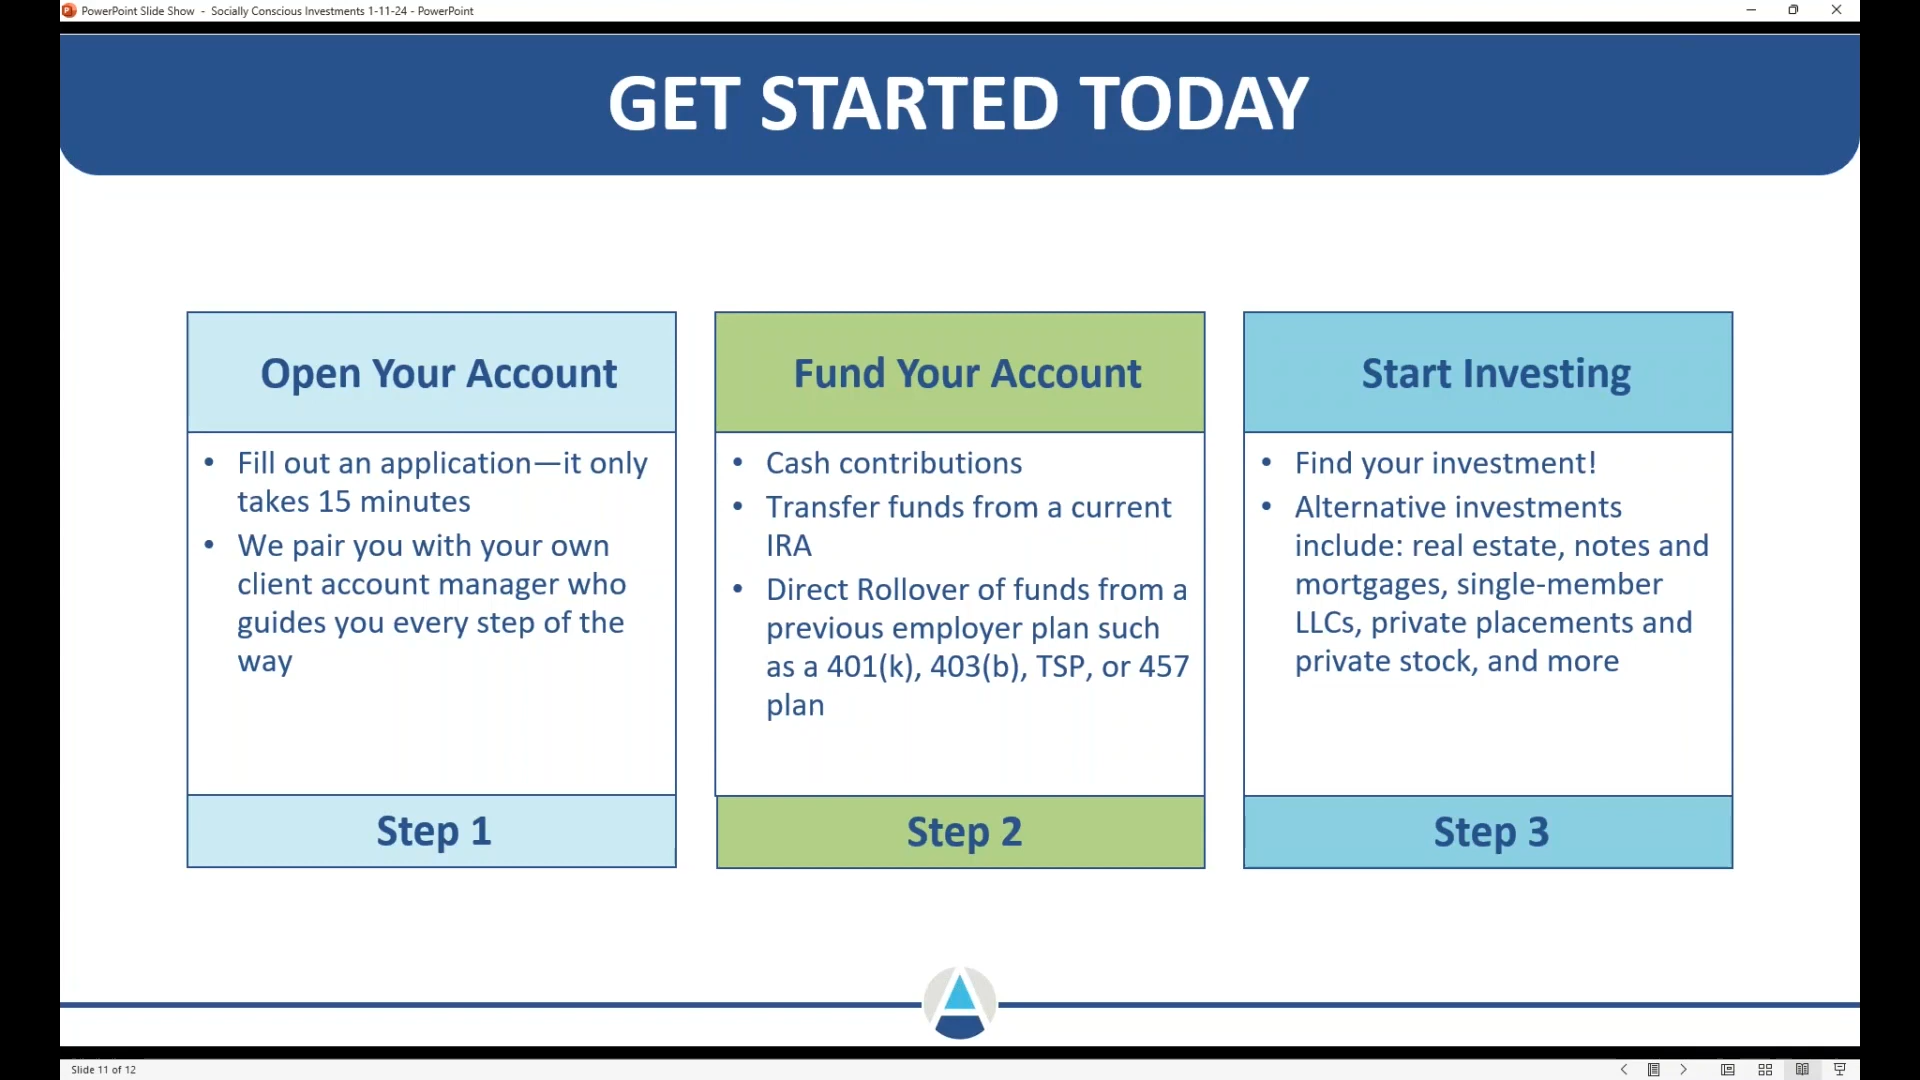 PowerPoint Slide Show - Socially Conscious Investments 1-11-24 - PowerPoint
GET STARTED TODAY
Open Your Account
• Fill out an application—it only
takes 15 minutes
• We pair you with your own
client account manager who
guides you every step of the
way
Step 1
Fund Your Account
• Cash contributions
• Transfer funds from a current
IRA
• Direct Rollover of funds from a
previous employer plan such
as a 401(k), 403(b), TSP, or 457
plan
Step 2
Start Investing
• Find your investment!
• Alternative investments
include: real estate, notes and
mortgages, single-member
LLCs, private placements and
private stock, and more
Step 3
Slide 11 of 12